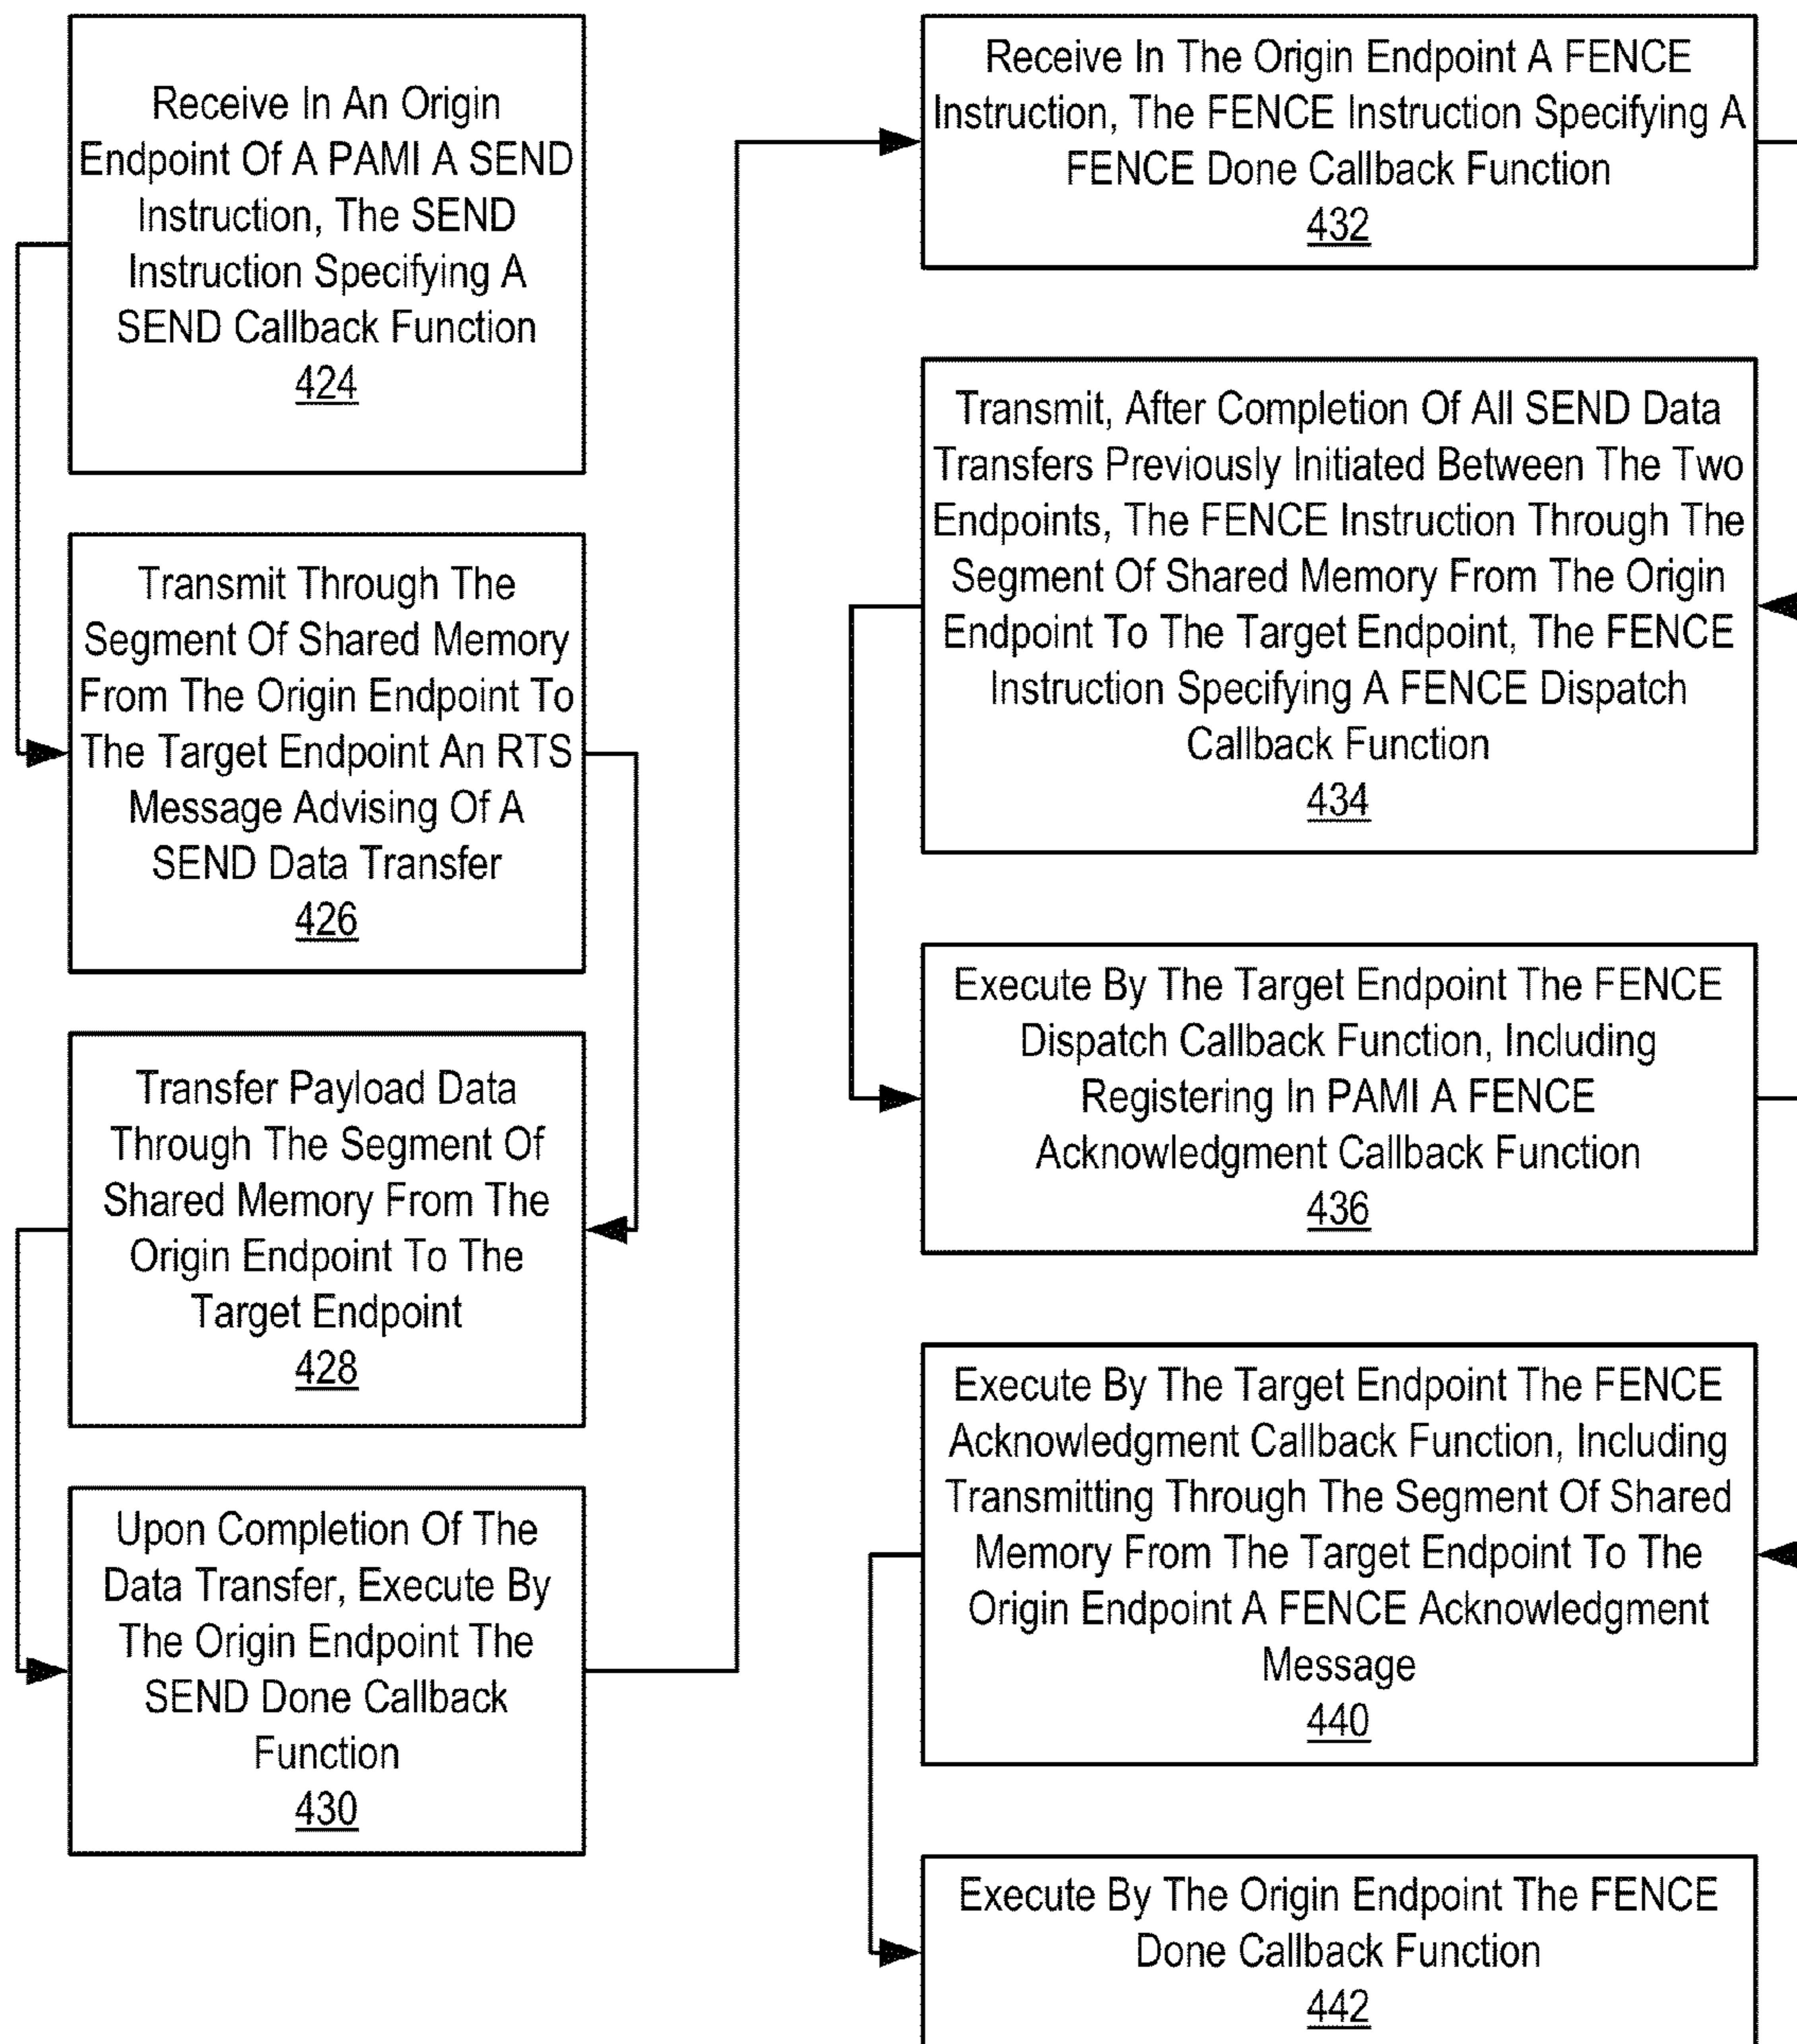 Receive In An Origin
Endpoint Of A PAMI A SEND
Instruction, The SEND
Instruction Specifying A
SEND Callback Function
424
Transmit Through The
Segment Of Shared Memory
From The Origin Endpoint To
The Target Endpoint An RTS
Message Advising Of A
SEND Data Transfer
426
Transfer Payload Data
Through The Segment Of
Shared Memory From The
Origin Endpoint To The
Target Endpoint
428
Upon Completion Of The
Data Transfer, Execute By
The Origin Endpoint The
SEND Done Callback
Function
430
Receive In The Origin Endpoint A FENCE
Instruction, The FENCE Instruction Specifying A
FENCE Done Callback Function
432
Transmit, After Completion Of All SEND Data
Transfers Previously Initiated Between The Two
Endpoints, The FENCE Instruction Through The
Segment Of Shared Memory From The Origin
Endpoint To The Target Endpoint, The FENCE
Instruction Specifying A FENCE Dispatch
Callback Function
434
Execute By The Target Endpoint The FENCE
Dispatch Callback Function, Including
Registering In PAMI A FENCE
Acknowledgment Callback Function
436
Execute By The Target Endpoint The FENCE
Acknowledgment Callback Function, Including
Transmitting Through The Segment Of Shared
Memory From The Target Endpoint To The
Origin Endpoint A FENCE Acknowledgment
Message
440
Execute By The Origin Endpoint The FENCE
Done Callback Function
442